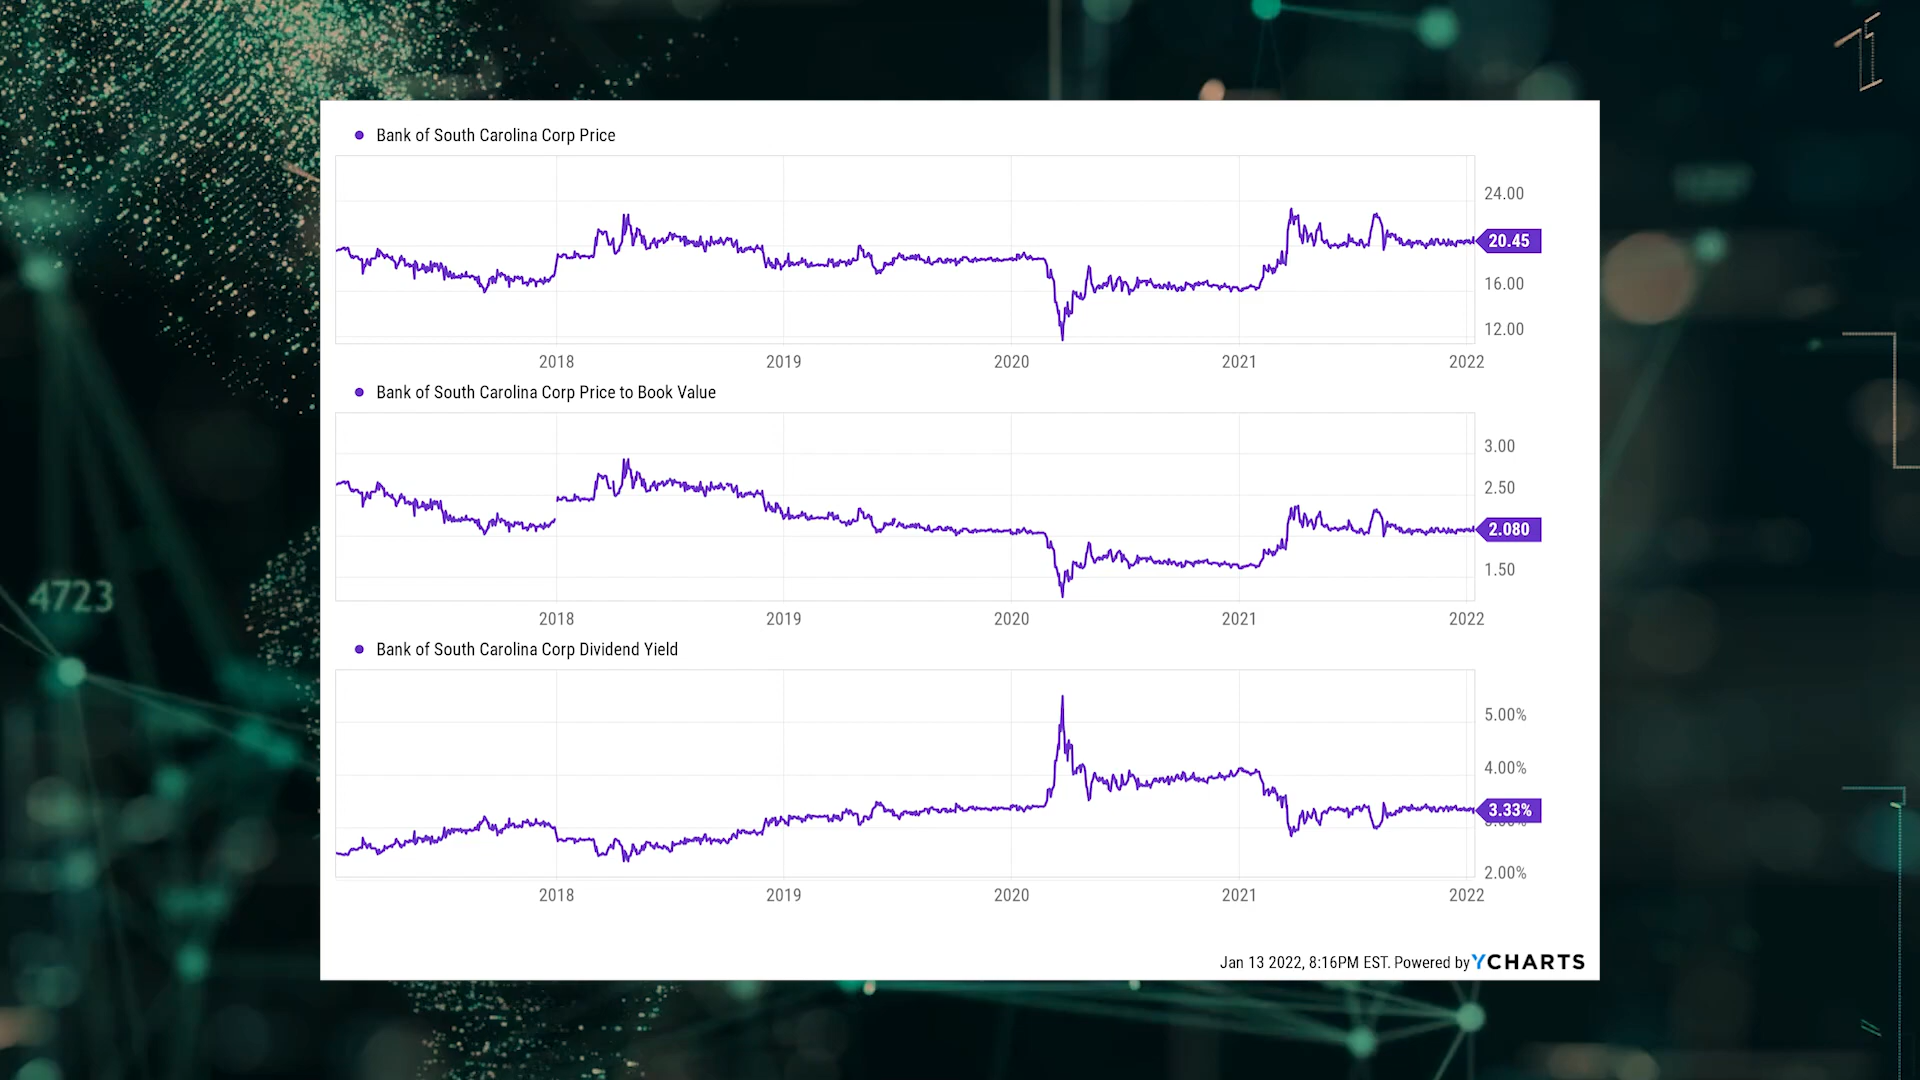 Bank of South Carolina Corp Price
24.00
20.45
16.00
12.00
2018 2019 2020 2021 2022
Bank of South Carolina Corp Price to Book Value
3.00
2.50
2.080
1.50
2018 2019 2020 2021 2022
Bank of South Carolina Corp Dividend Yield
5.00%
4.00%
3.33%
2.00%
2018 2019 2020 2021 2022
Jan 13 2022, 8:16PM EST. Powered by YCHARTS
4723